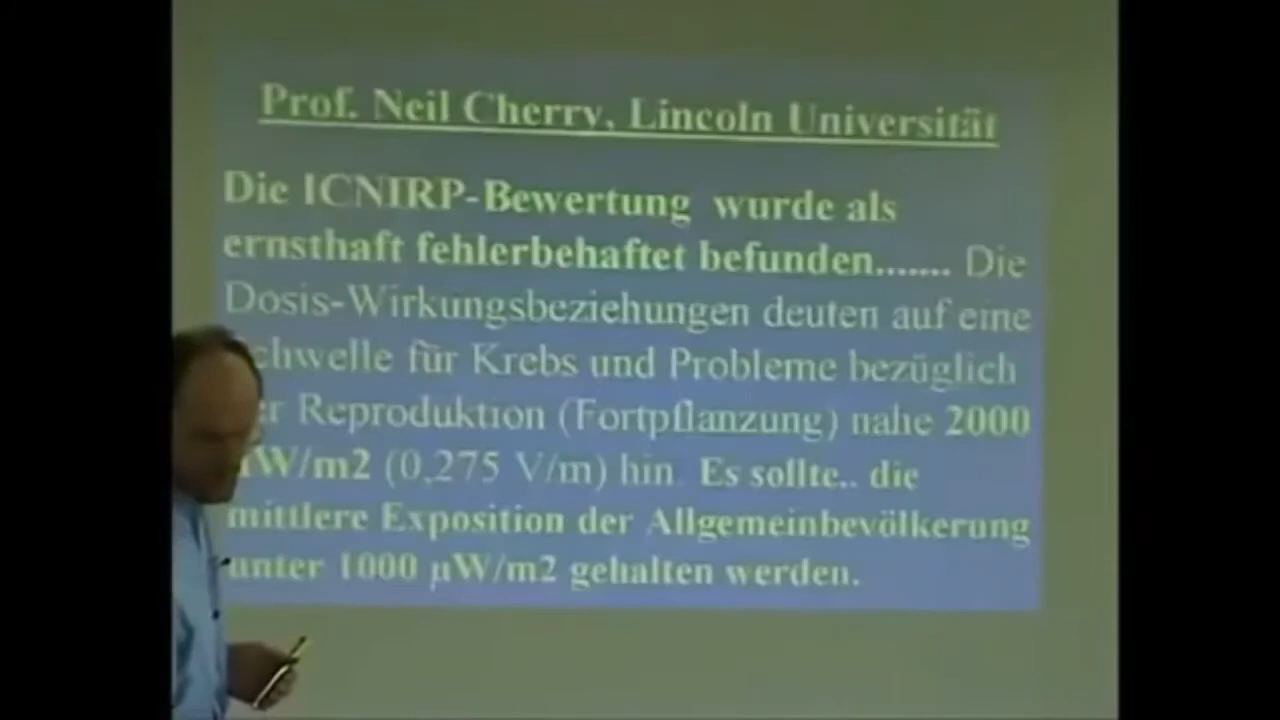 Prof. Neil Cherry, Lincoln Universität
Die ICNIRP-Bewertung wurde als
ernsthaft fehlerbehaftet befunden....... Die
Dosis-Wirkungsbeziehungen deuten auf eine
chwelle für Krebs und Probleme bezüglich
r Reproduktion (Fortpflanzung) nahe 2000
W/m2 (0,275 V/m) hin. Es sollte.. die
mittlere Exposition der Allgemeinbevölkerung
unter 1000 µW/m2 gehalten werden.